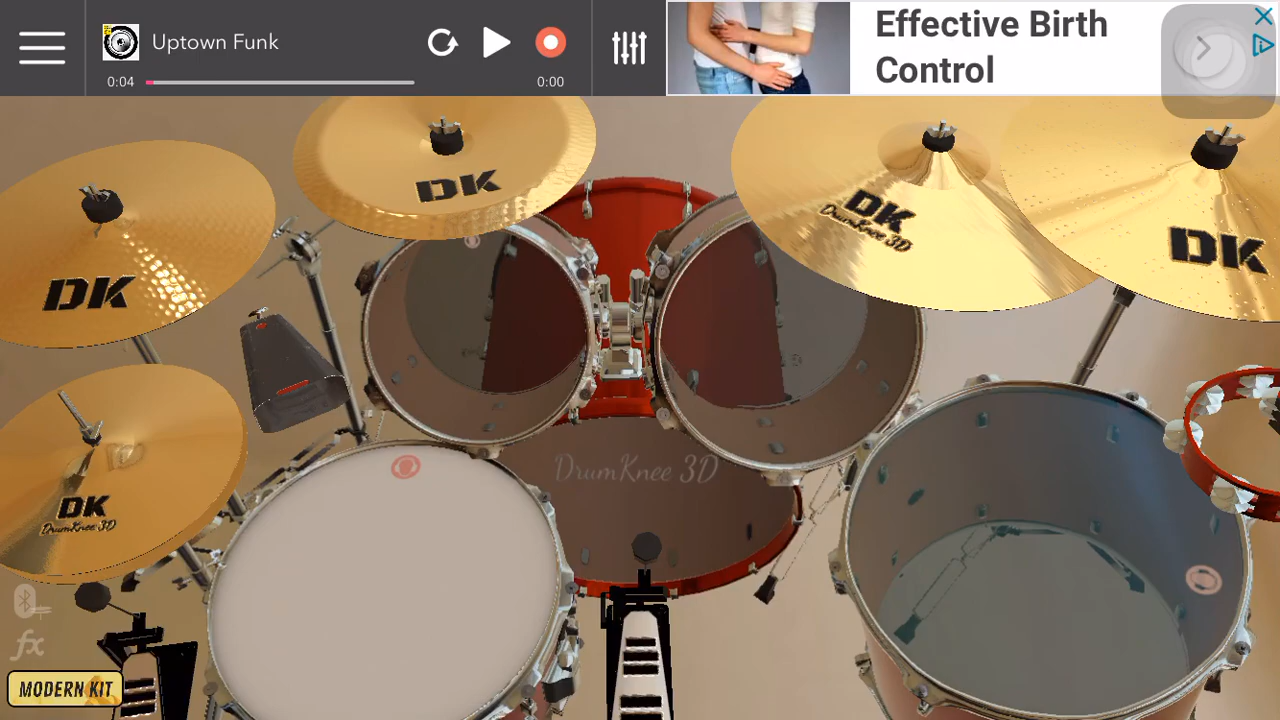 Uptown Funk
0:04
0:00
Effective Birth
Control
DK
DK
DK
DrumKnee 3D
DK
DK
DrumKnee 3D
DrumKnee 3D
fx
MODERN KIT